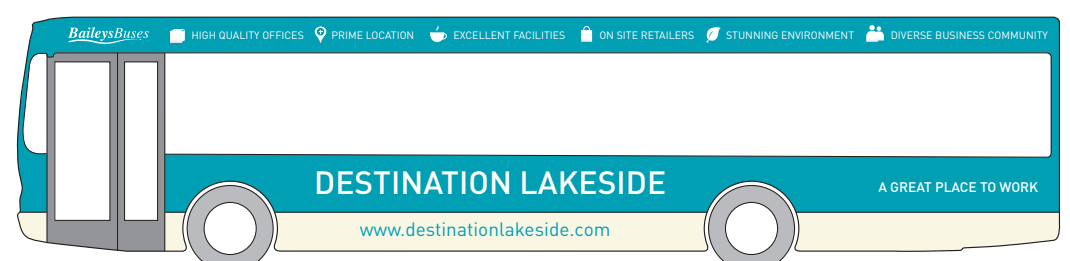 BaileysBuses HIGH QUALITY OFFICES PRIME LOCATION EXCELLENT FACILITIES ON SITE RETAILERS STUNNING ENVIRONMENT DIVERSE BUSINESS COMMUNITY
DESTINATION LAKESIDE
A GREAT PLACE TO WORK
www.destinationlakeside.com